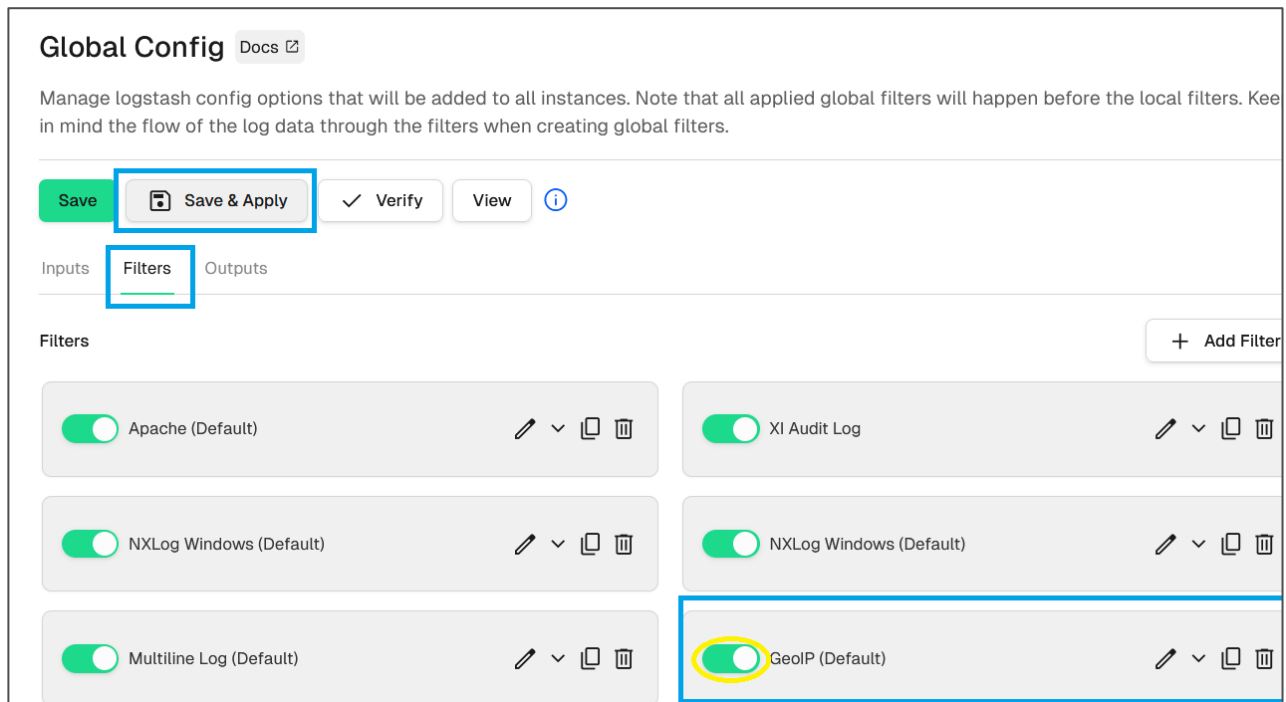 Global Config Docs
Manage logstash config options that will be added to all instances. Note that all applied global filters will happen before the local filters. Kee
in mind the flow of the log data through the filters when creating global filters.
Save Save & Apply Verify View
Inputs Filters Outputs
Filters Add Filter
Apache (Default) XI Audit Log
NXLog Windows (Default) NXLog Windows (Default)
Multiline Log (Default) GeoIP (Default)